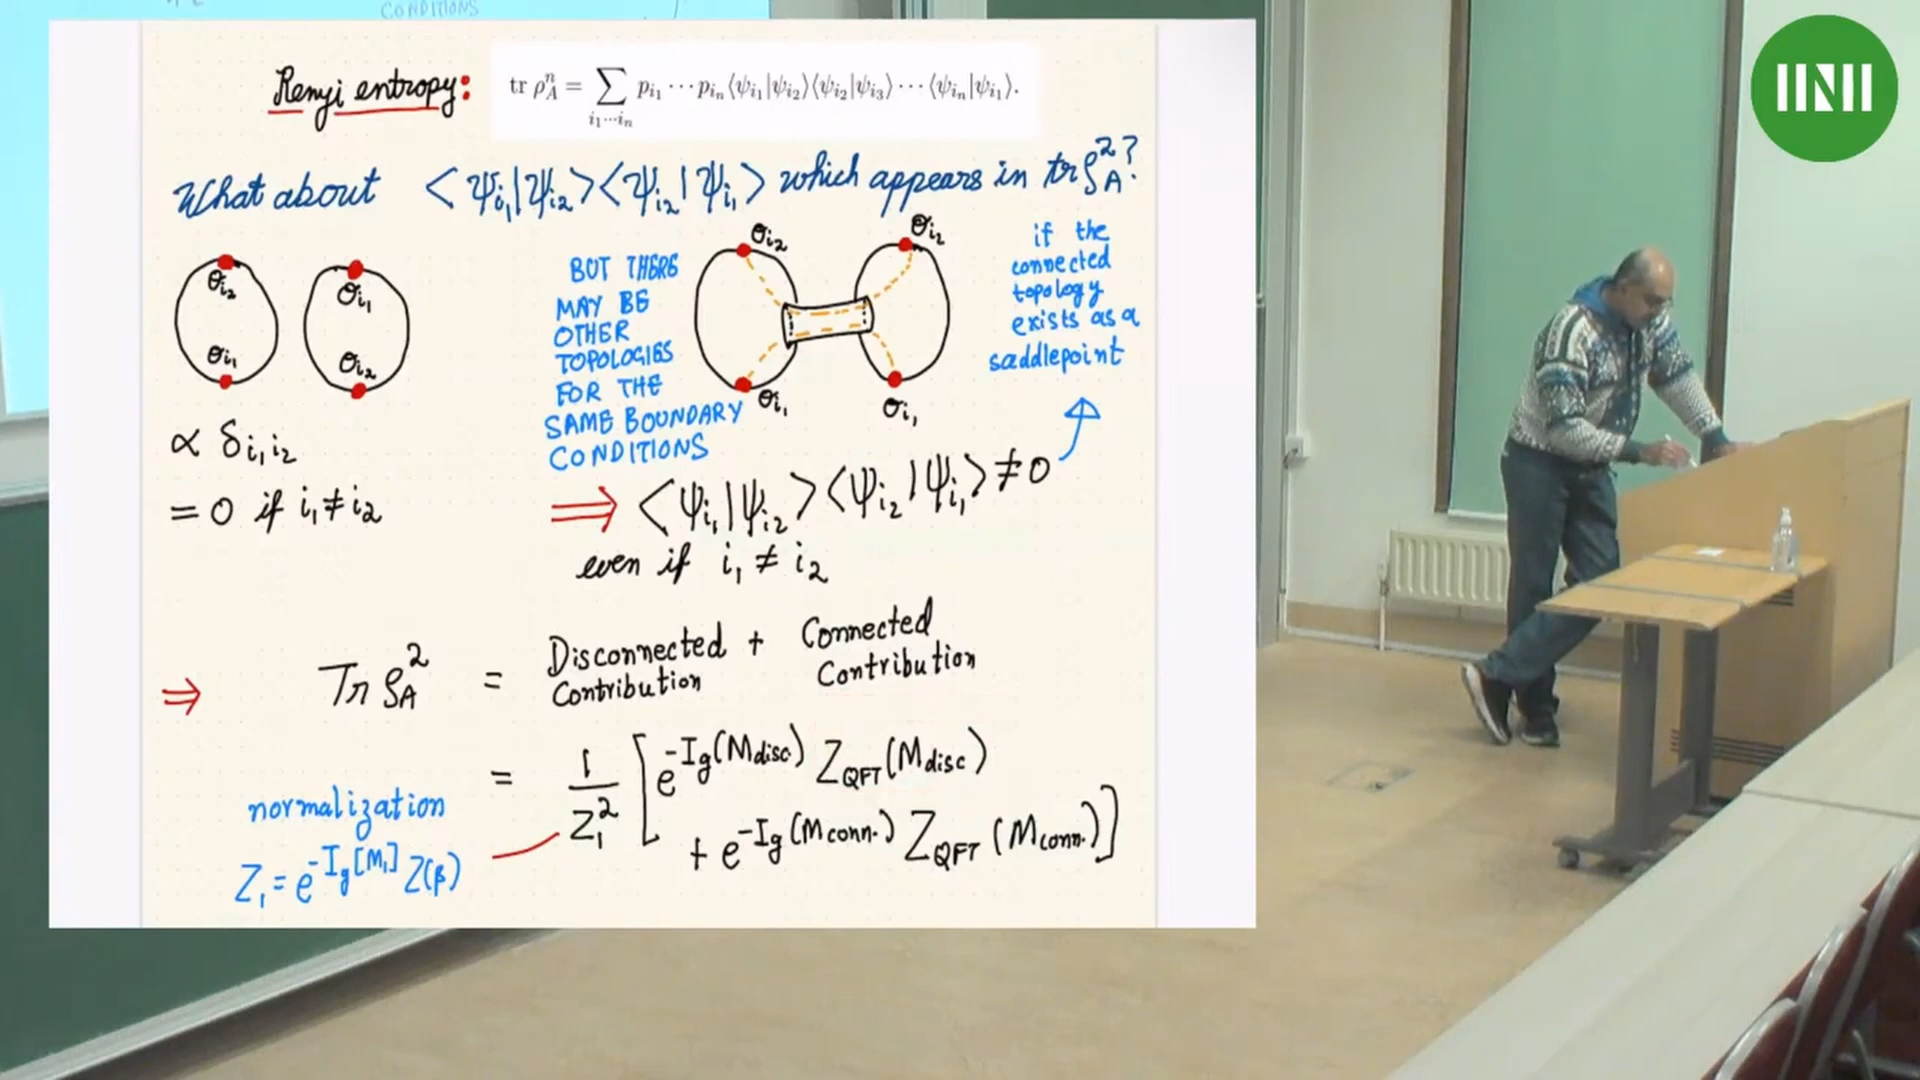 CONDITIONS
Renyi entropy:
tr ρ_A^n = ∑_{i_1⋯i_n} p_{i_1} ⋯ p_{i_n} ⟨ψ_{i_1}|ψ_{i_2}⟩⟨ψ_{i_2}|ψ_{i_3}⟩ ⋯ ⟨ψ_{i_n}|ψ_{i_1}⟩.
What about <ψ_{i_1}|ψ_{i_2}><ψ_{i_2}|ψ_{i_1}> which appears in tr ρ_A^2?
O_{i_2} O_{i_1}
O_{i_1} O_{i_2}
∝ δ_{i_1 i_2}
= 0 if i_1 ≠ i_2
BUT THERE
MAY BE
OTHER
TOPOLOGIES
FOR THE
SAME BOUNDARY
CONDITIONS
O_{i_2} O_{i_2}
O_{i_1} O_{i_1}
if the
connected
topology
exists as a
saddlepoint
⇒ <ψ_{i_1}|ψ_{i_2}><ψ_{i_2}|ψ_{i_1}> ≠ 0
even if i_1 ≠ i_2
⇒ Tr ρ_A^2 = Disconnected Contribution + Connected Contribution
= 1/Z_1^2 [ e^{-I_g(M_disc.)} Z_QFT (M_disc)
+ e^{-I_g(M_conn.)} Z_QFT (M_conn.) ]
normalization
Z_1 = e^{-I_g[M_1]} Z(β)